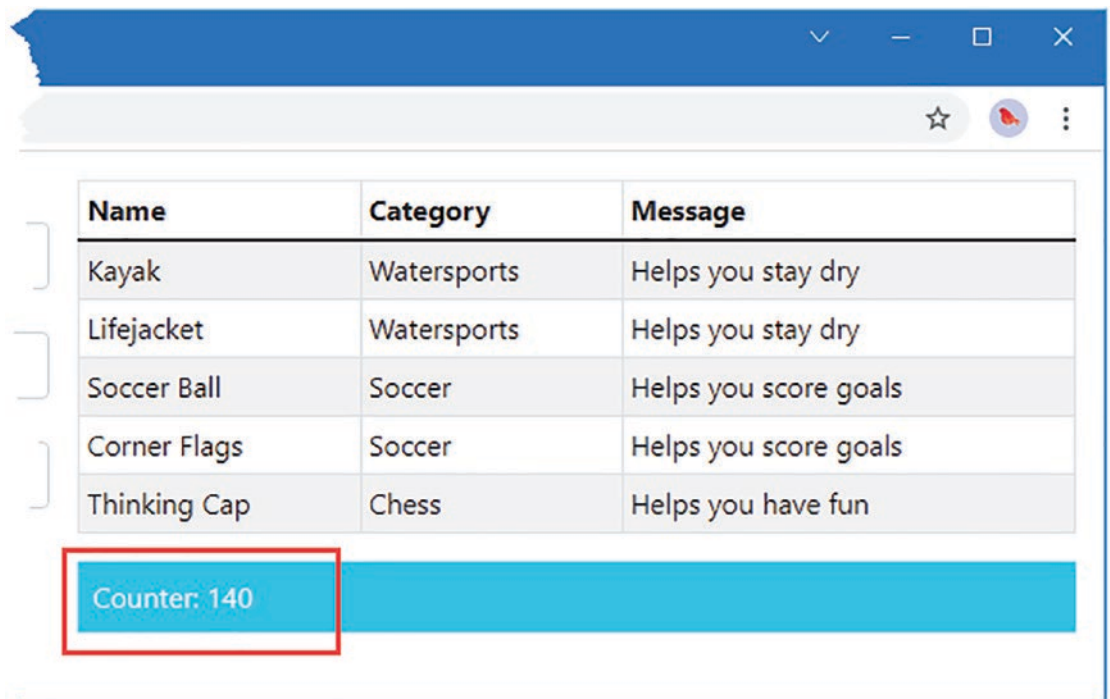 Name Category Message
Kayak Watersports Helps you stay dry
Lifejacket Watersports Helps you stay dry
Soccer Ball Soccer Helps you score goals
Corner Flags Soccer Helps you score goals
Thinking Cap Chess Helps you have fun
Counter: 140